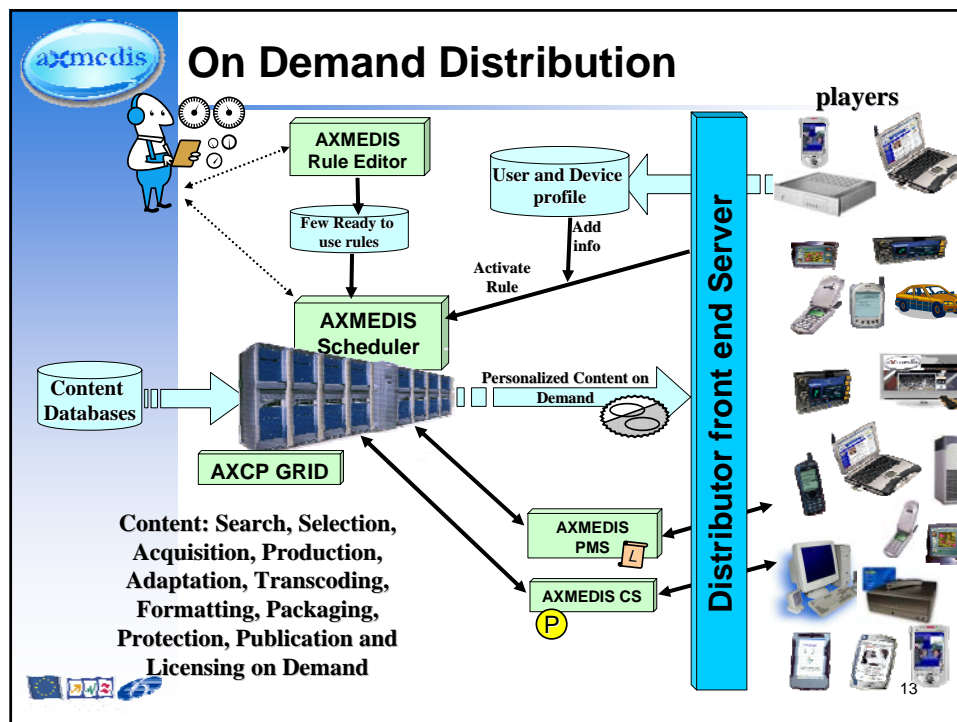 axmedis
On Demand Distribution
players
AXMEDIS
Rule Editor
User and Device
profile
Few Ready to
use rules
Add
info
Activate
Rule
AXMEDIS
Scheduler
Content
Databases
Personalized Content on
Demand
Distributor front end Server
AXCP GRID
Content: Search, Selection,
Acquisition, Production,
Adaptation, Transcoding,
Formatting, Packaging,
Protection, Publication and
Licensing on Demand
AXMEDIS
PMS
L
AXMEDIS CS
P
13